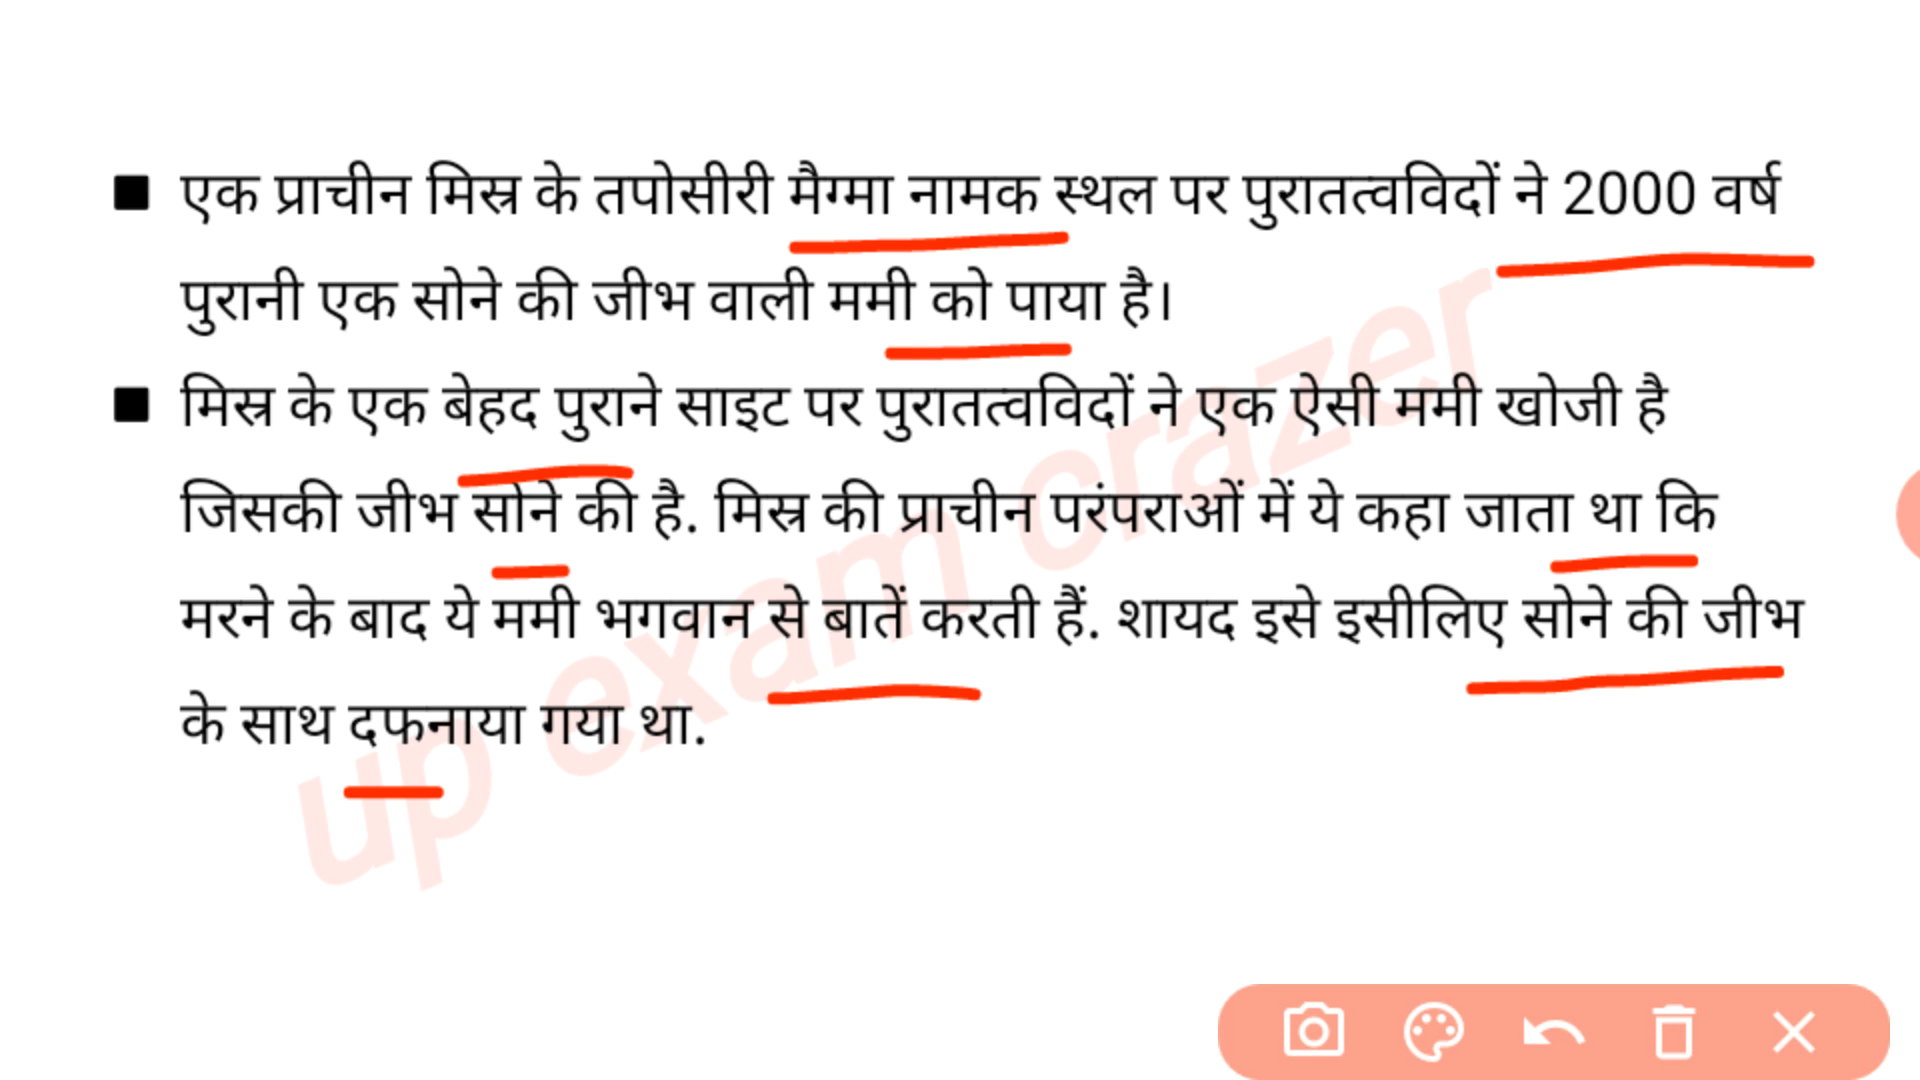 ■ एक प्राचीन मिस्र के तपोसीरी मैग्मा नामक स्थल पर पुरातत्वविदों ने 2000 वर्ष
पुरानी एक सोने की जीभ वाली ममी को पाया है।
■ मिस्र के एक बेहद पुराने साइट पर पुरातत्वविदों ने एक ऐसी ममी खोजी है
जिसकी जीभ सोने की है. मिस्र की प्राचीन परंपराओं में ये कहा जाता था कि
मरने के बाद ये ममी भगवान से बातें करती हैं. शायद इसे इसीलिए सोने की जीभ
के साथ दफनाया गया था.
up exam crazer